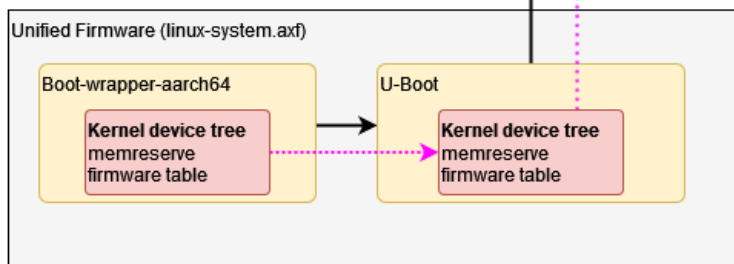 Unified Firmware (linux-system.axf)
Boot-wrapper-aarch64
Kernel device tree
memreserve
firmware table
U-Boot
Kernel device tree
memreserve
firmware table